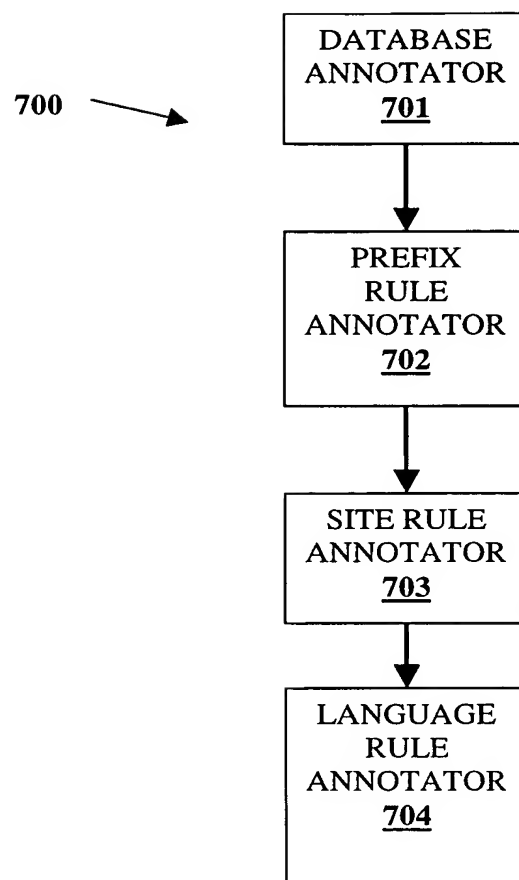 DATABASE
ANNOTATOR
701
700
PREFIX
RULE
ANNOTATOR
702
SITE RULE
ANNOTATOR
703
LANGUAGE
RULE
ANNOTATOR
704